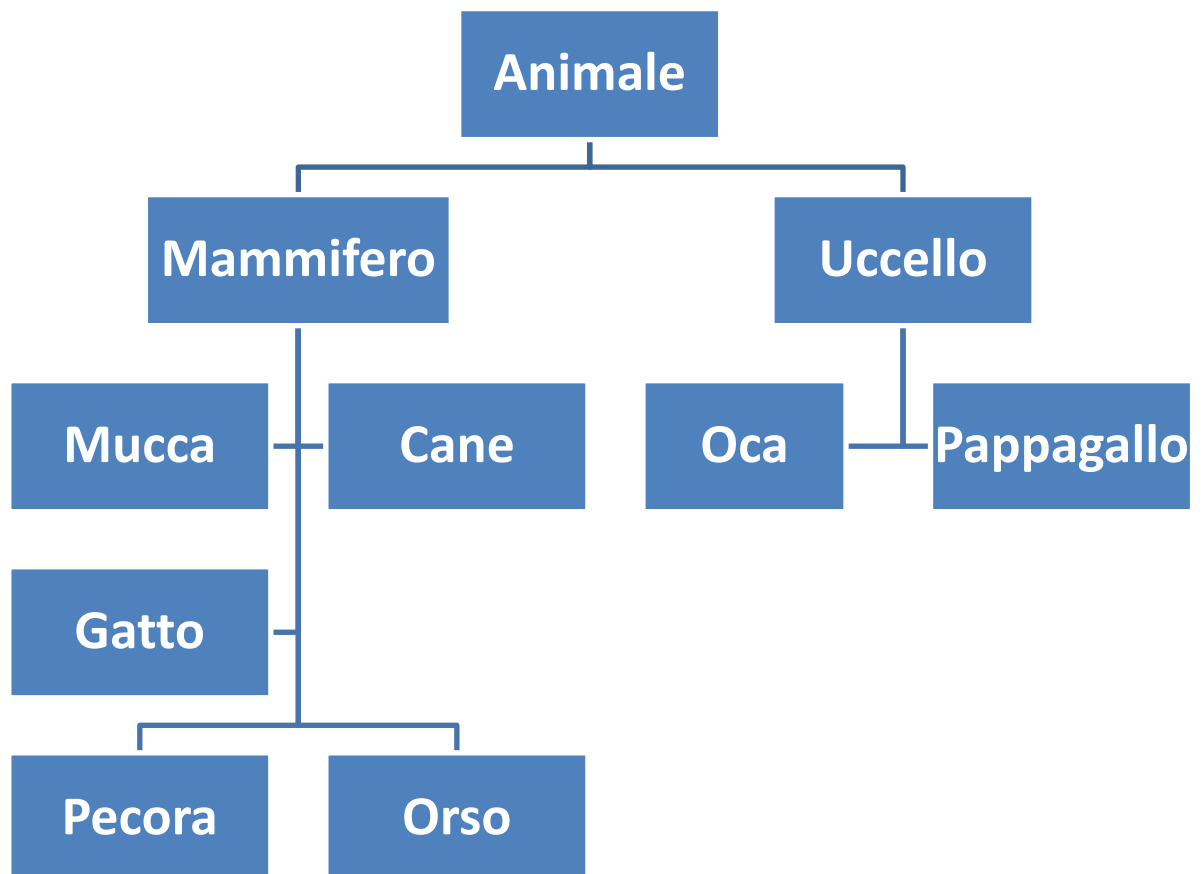 Animale
Mammifero
Uccello
Mucca
Cane
Oca
Pappagallo
Gatto
Pecora
Orso